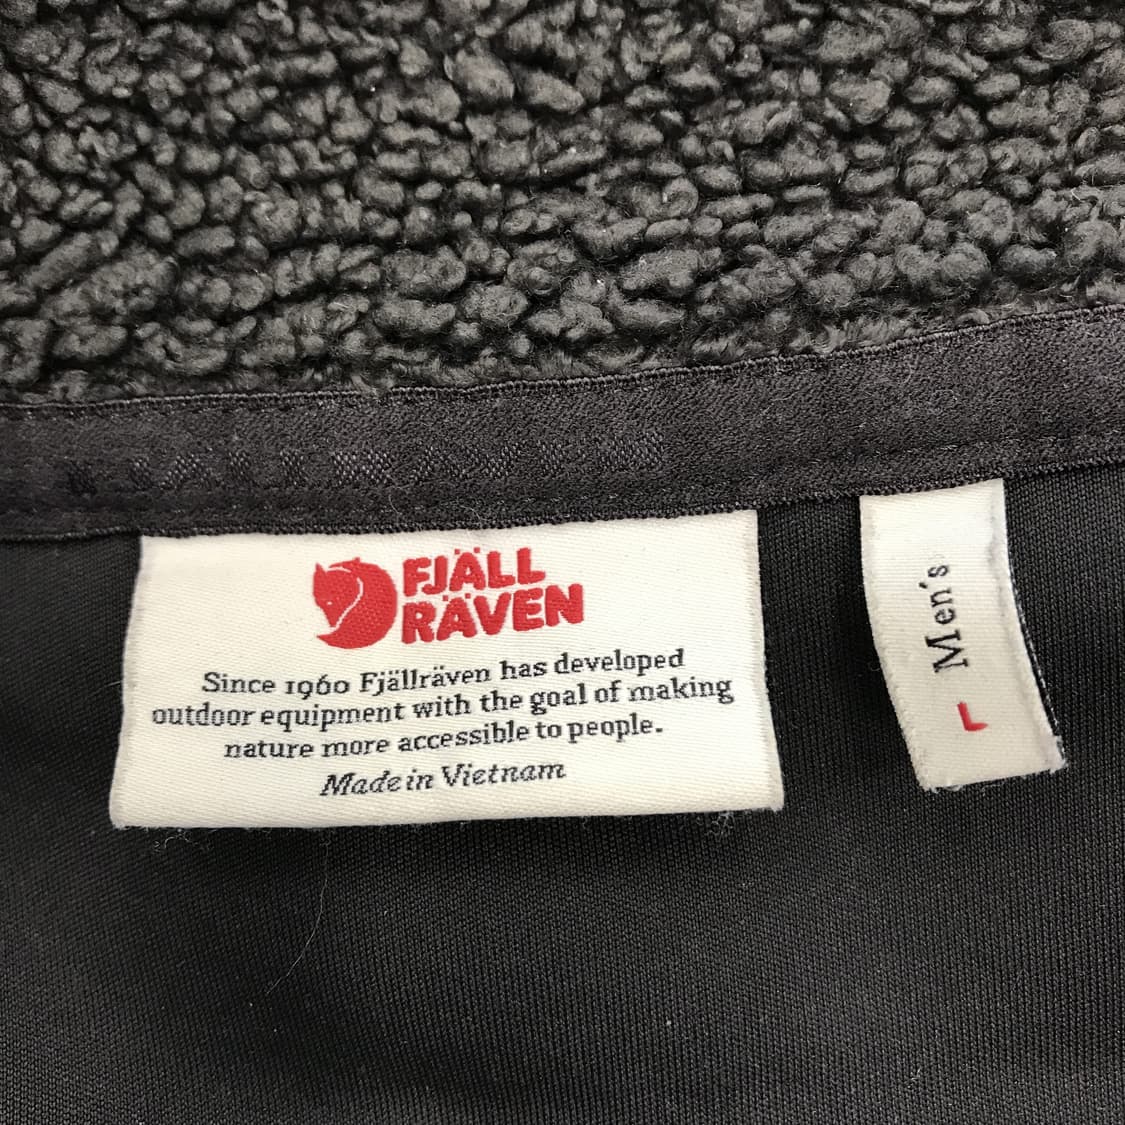 FJÄLL
RÄVEN
Since 1960 Fjällräven has developed
outdoor equipment with the goal of making
nature more accessible to people.
Made in Vietnam
Men's
L